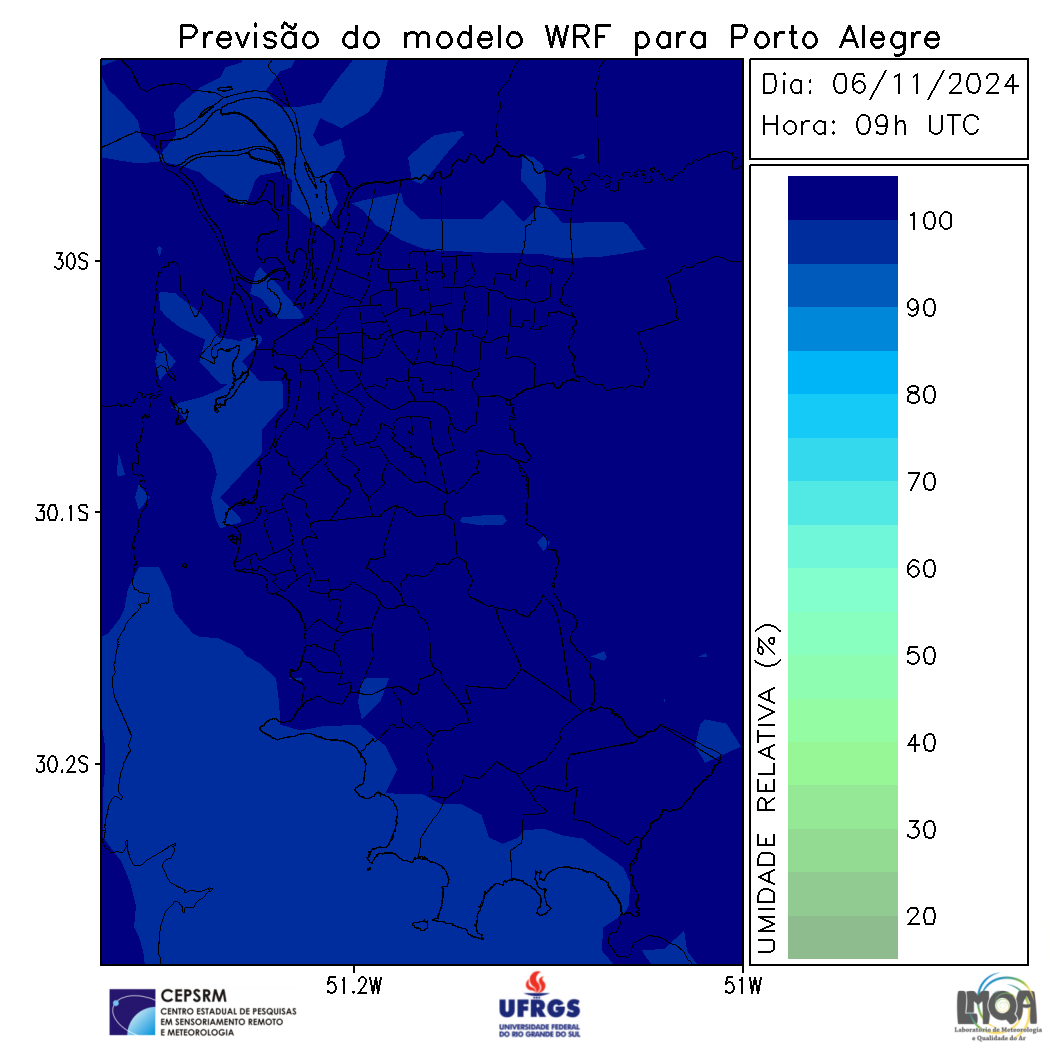 Previsão do modelo WRF para Porto Alegre
Dia: 06/11/2024
Hora: 09h UTC
100
90
80
70
60
50
40
30
20
UMIDADE RELATIVA (%)
30S
30.1S
30.2S
51.2W
51W
CEPSRM
CENTRO ESTADUAL DE PESQUISAS
EM SENSORIAMENTO REMOTO
E METEOROLOGIA
UFRGS
UNIVERSIDADE FEDERAL
DO RIO GRANDE DO SUL
LMQA
Laboratório de Meteorologia
e Qualidade do Ar